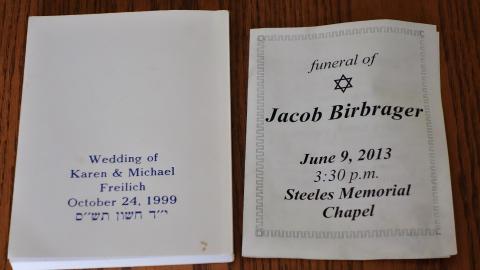 Wedding of
Karen & Michael
Freilich
October 24, 1999
י״ד חשון תש״ס
funeral of
Jacob Birbrager
June 9, 2013
3:30 p.m.
Steeles Memorial
Chapel